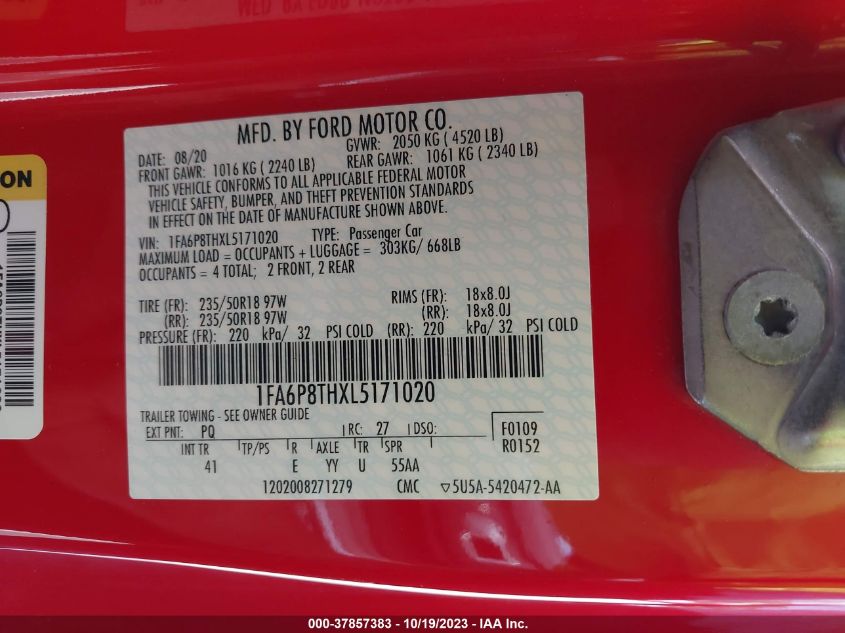 MFD. BY FORD MOTOR CO.
DATE: 08/20 GVWR: 2050 KG ( 4520 LB)
FRONT GAWR: 1016 KG ( 2240 LB) REAR GAWR: 1061 KG ( 2340 LB)
THIS VEHICLE CONFORMS TO ALL APPLICABLE FEDERAL MOTOR
VEHICLE SAFETY, BUMPER, AND THEFT PREVENTION STANDARDS
IN EFFECT ON THE DATE OF MANUFACTURE SHOWN ABOVE.
VIN: 1FA6P8THXL5171020 TYPE: Passenger Car
MAXIMUM LOAD = OCCUPANTS + LUGGAGE = 303KG/ 668LB
OCCUPANTS = 4 TOTAL; 2 FRONT, 2 REAR
TIRE (FR): 235/50R18 97W RIMS (FR): 18x8.0J
(RR): 235/50R18 97W (RR): 18x8.0J
PRESSURE (FR): 220 kPa/ 32 PSI COLD (RR): 220 kPa/ 32 PSI COLD
1FA6P8THXL5171020
TRAILER TOWING - SEE OWNER GUIDE
EXT PNT: PQ RC: 27 DSO: F0109
INT TR TP/PS R AXLE TR SPR R0152
41 E YY U 55AA
1202008271279 CMC ▽5U5A-5420472-AA
ON
000-37857383 - 10/19/2023 - IAA Inc.